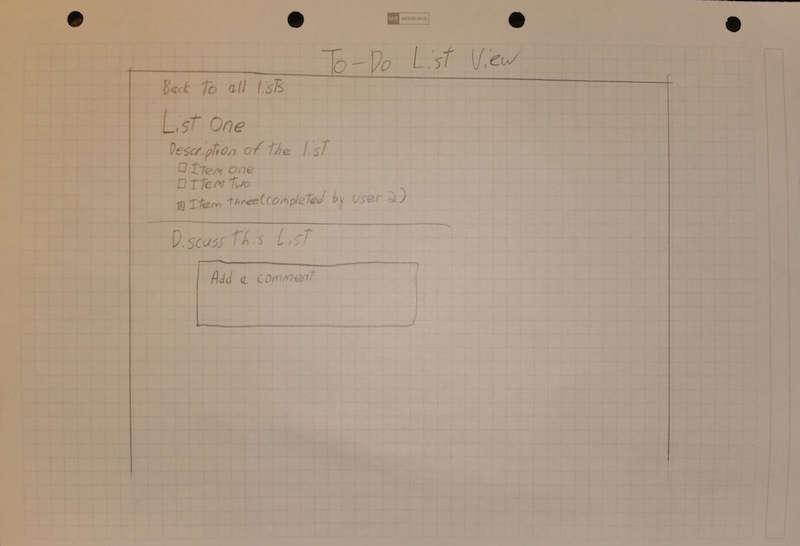 To-Do List View
Back to all lists
List One
Description of the list
Item one
Item Two
Item three (completed by user 2)
Discuss this List
Add a comment